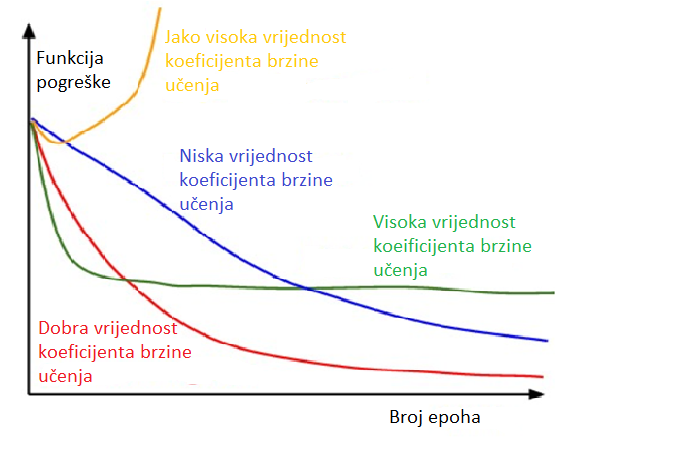 Jako visoka vrijednost
koeficijenta brzine
učenja
Funkcija
pogreške
Niska vrijednost
koeficijenta brzine
učenja
Visoka vrijednost
koeificijenta brzine
učenja
Dobra vrijednost
koeficijenta brzine
učenja
Broj epoha